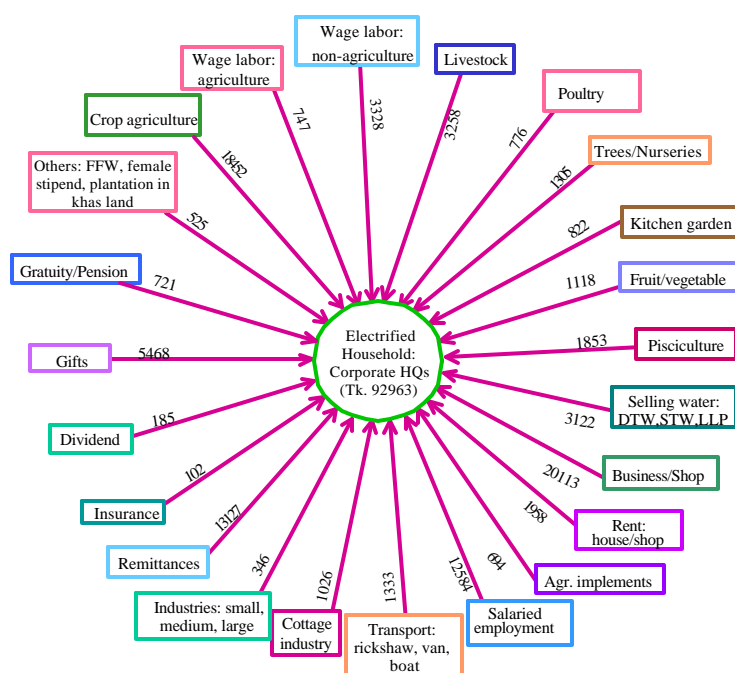 Wage labor:
non-agriculture
Wage labor:
agriculture
Livestock
Poultry
Crop agriculture
Trees/Nurseries
Others: FFW, female
stipend, plantation in
khas land
Kitchen garden
Gratuity/Pension
Fruit/vegetable
Gifts
Pisciculture
Electrified
Household:
Corporate HQs
(Tk. 92963)
Selling water:
DTW,STW,LLP
Dividend
Business/Shop
Insurance
Rent:
house/shop
Remittances
Agr. implements
Industries: small,
medium, large
Cottage
industry
Transport:
rickshaw, van,
boat
Salaried
employment
747
3328
3258
776
18452
1305
525
822
721
1118
5468
1853
185
3122
102
20113
13127
1958
346
1026
1333
12584
694